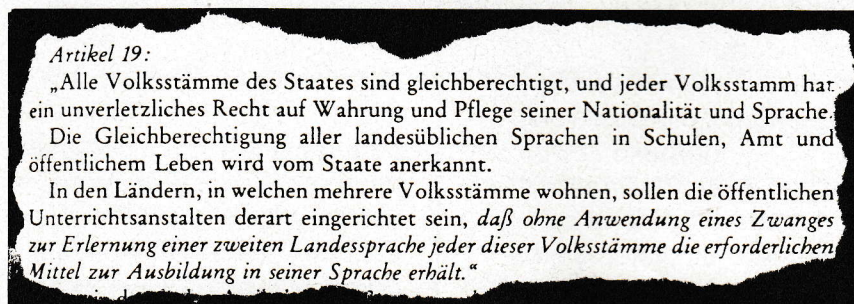 Artikel 19:
„Alle Volksstämme des Staates sind gleichberechtigt, und jeder Volksstamm hat
ein unverletzliches Recht auf Wahrung und Pflege seiner Nationalität und Sprache.
Die Gleichberechtigung aller landesüblichen Sprachen in Schulen, Amt und
öffentlichem Leben wird vom Staate anerkannt.
In den Ländern, in welchen mehrere Volksstämme wohnen, sollen die öffentlichen
Unterrichtsanstalten derart eingerichtet sein, daß ohne Anwendung eines Zwanges
zur Erlernung einer zweiten Landessprache jeder dieser Volksstämme die erforderlichen
Mittel zur Ausbildung in seiner Sprache erhält.“